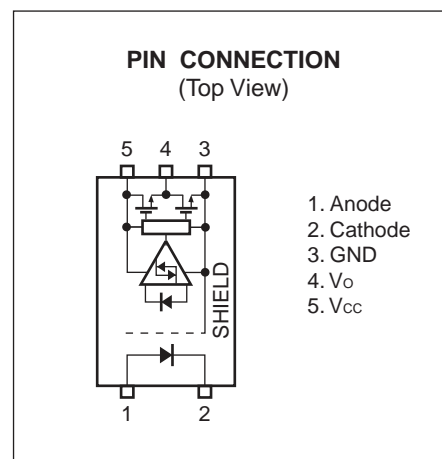 PIN CONNECTION
(Top View)
5 4 3
SHIELD
1 2
1. Anode
2. Cathode
3. GND
4. Vo
5. Vcc